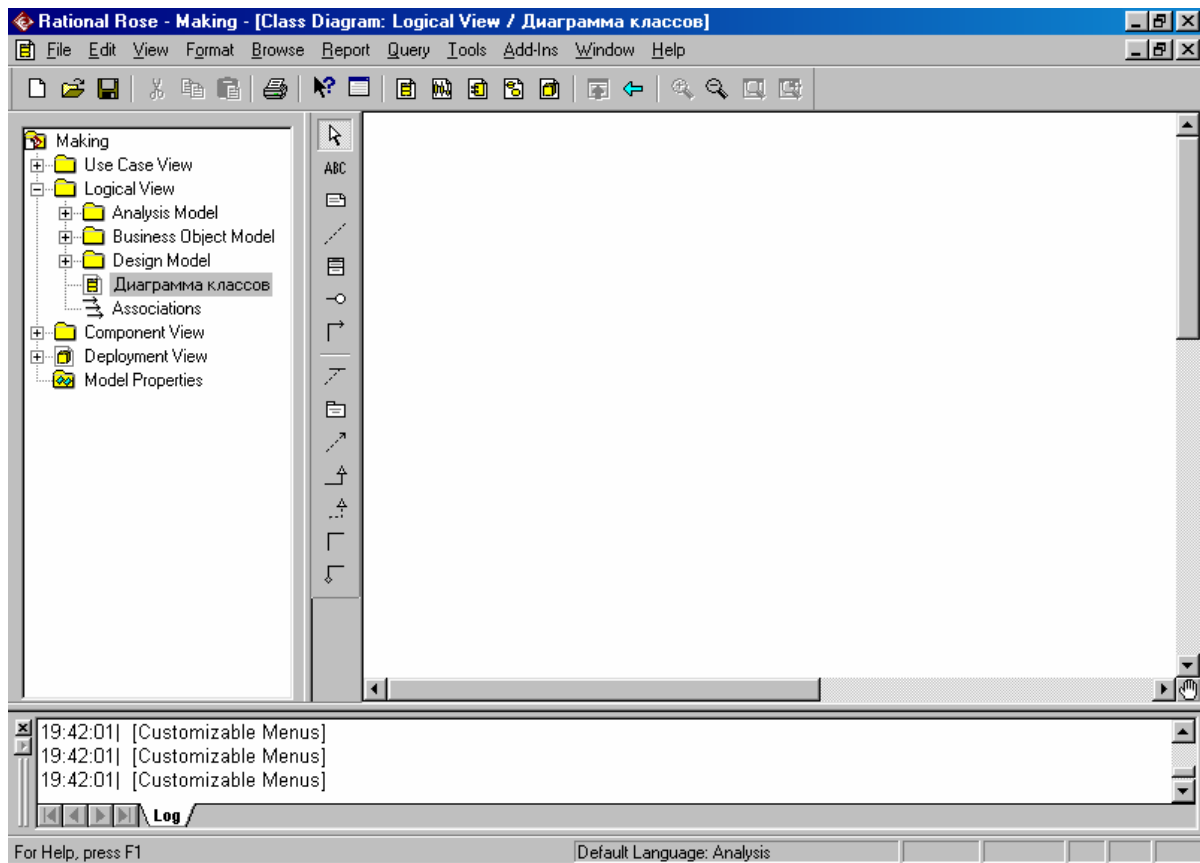 Rational Rose - Making - [Class Diagram: Logical View / Диаграмма классов]
File Edit View Format Browse Report Query Tools Add-Ins Window Help
Making
Use Case View
Logical View
Analysis Model
Business Object Model
Design Model
Диаграмма классов
Associations
Component View
Deployment View
Model Properties
ABC
19:42:01| [Customizable Menus]
19:42:01| [Customizable Menus]
19:42:01| [Customizable Menus]
Log
For Help, press F1
Default Language: Analysis